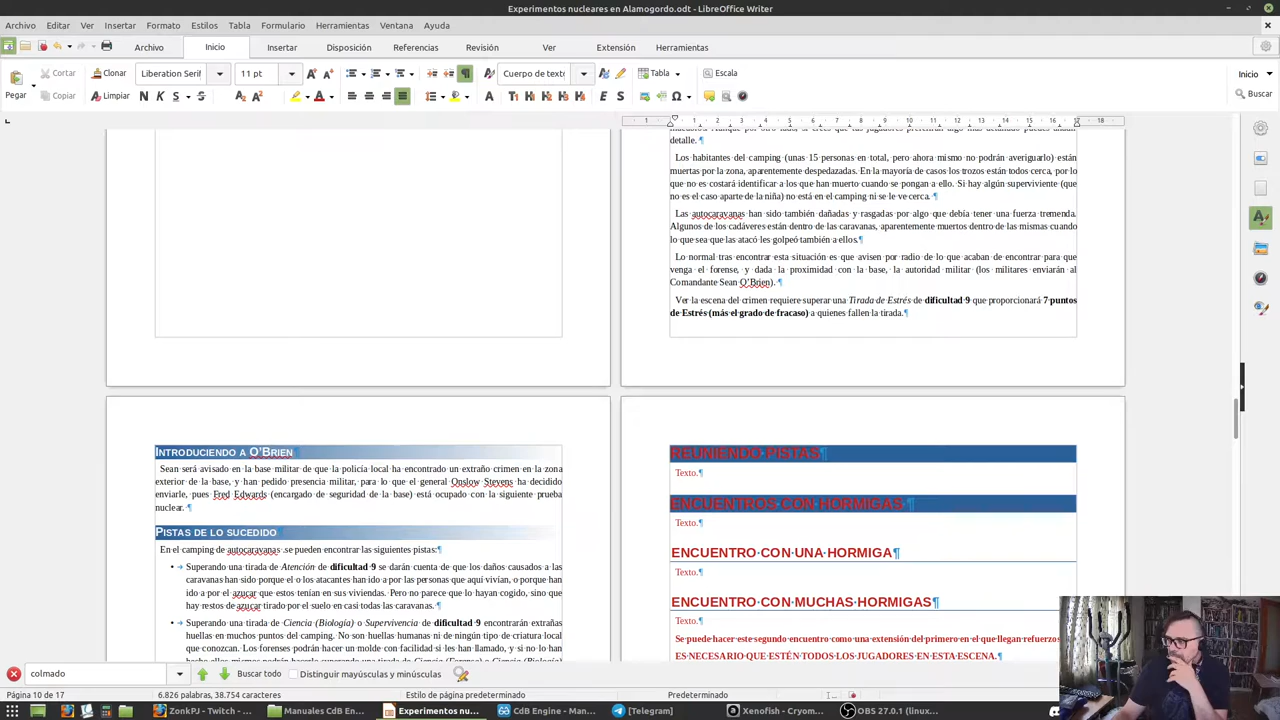 Experimentos nucleares en Alamogordo.odt - LibreOffice Writer
Archivo Editar Ver Insertar Formato Estilos Tabla Formulario Herramientas Ventana Ayuda
Archivo Inicio Insertar Disposición Referencias Revisión Ver Extensión Herramientas
Cortar Clonar Liberation Serif 11 pt Cuerpo de texto Tabla Escala Inicio
Pegar Copiar Limpiar Buscar
detalle. ¶
Los habitantes del camping (unas 15 personas en total, pero ahora mismo no podrán averiguarlo) están
muertas por la zona, aparentemente despedazadas. En la mayoría de casos los trozos están todos cerca, por lo
que no es costará identificar a los que han muerto cuando se pongan a ello. Si hay algún superviviente (que
no es el caso aparte de la niña) no está en el camping ni se le ve cerca. ¶
Las autocaravanas han sido también dañadas y rasgadas por algo que debía tener una fuerza tremenda.
Algunos de los cadáveres están dentro de las caravanas, aparentemente muertos dentro de las mismas cuando
lo que sea que las atacó les golpeó también a ellos.¶
Lo normal tras encontrar esta situación es que avisen por radio de lo que acaban de encontrar para que
venga el forense, y dada la proximidad con la base, la autoridad militar (los militares enviarán al
Comandante Sean O'Brien). ¶
Ver la escena del crimen requiere superar una Tirada de Estrés de dificultad 9 que proporcionará 7 puntos
de Estrés (más el grado de fracaso) a quienes fallen la tirada.¶
INTRODUCIENDO A O'BRIEN¶
Sean será avisado en la base militar de que la policía local ha encontrado un extraño crimen en la zona
exterior de la base, y han pedido presencia militar, para lo que el general Onslow Stevens ha decidido
enviarle, pues Fred Edwards (encargado de seguridad de la base) está ocupado con la siguiente prueba
nuclear. ¶
PISTAS DE LO SUCEDIDO¶
En el camping de autocaravanas .se pueden encontrar las siguientes pistas:¶
• Superando una tirada de Atención de dificultad 9 se darán cuenta de que los daños causados a las
caravanas han sido porque el o los atacantes han ido a por las personas que aquí vivían, o porque han
ido a por el azucar que estos tenían en sus viviendas. Pero no parece que lo hayan cogido, sino que
hay restos de azucar tirado por el suelo en casi todas las caravanas. ¶
• Superando una tirada de Ciencia (Biología) o Supervivencia de dificultad 9 encontrarán extrañas
huellas en muchos puntos del camping. No son huellas humanas ni de ningún tipo de criatura local
que conozcan. Los forenses podrán hacer un molde con facilidad si les han llamado, y si no lo han
REUNIENDO PISTAS¶
Texto.¶
ENCUENTROS CON HORMIGAS¶
Texto.¶
ENCUENTRO CON UNA HORMIGA¶
Texto.¶
ENCUENTRO CON MUCHAS HORMIGAS¶
Texto.¶
Se puede hacer este segundo encuentro como una extensión del primero en el que llegan refuerzos
ES NECESARIO QUE ESTÉN TODOS LOS JUGADORES EN ESTA ESCENA.¶
colmado Buscar todo Distinguir mayúsculas y minúsculas
Página 10 de 17 6.826 palabras, 38.754 caracteres Estilo de página predeterminado Predeterminado
ZonkPJ - Twitch - ... Manuales CdB En... Experimentos nu... CdB Engine - Man... [Telegram] Xenofish - Cryom... OBS 27.0.1 (linux...